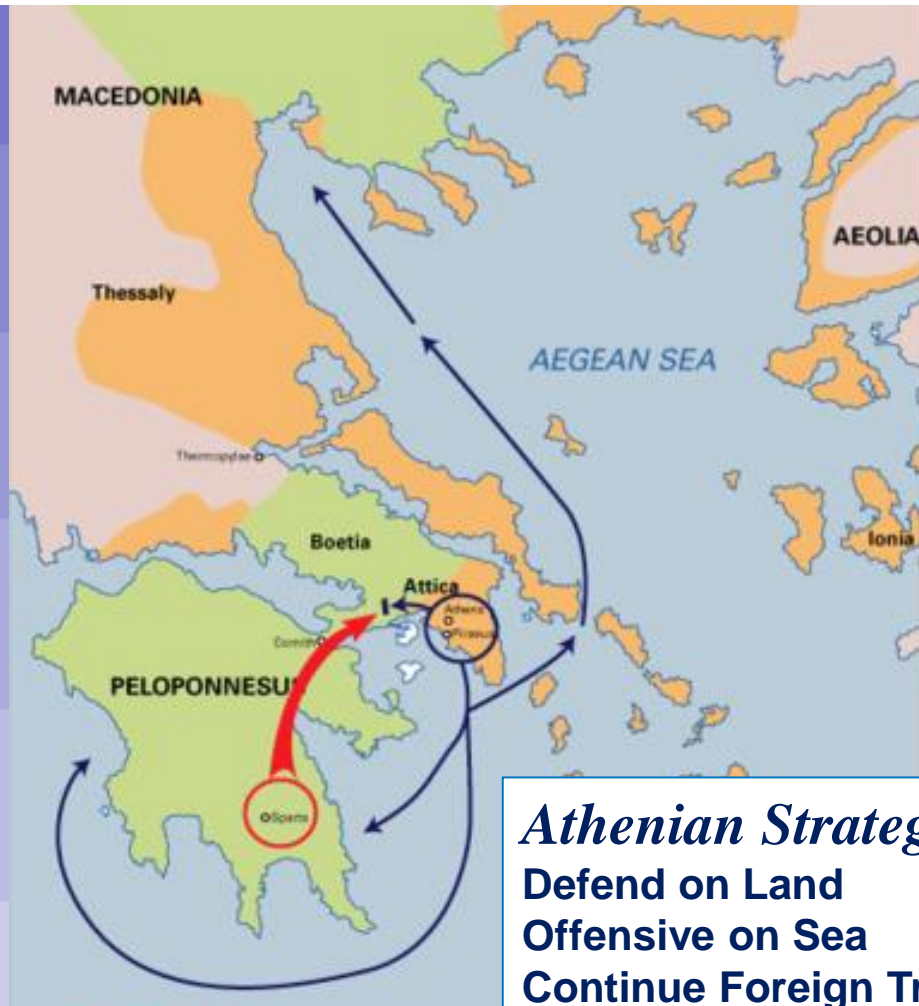 MACEDONIA
AEOLIA
Thessaly
AEGEAN SEA
Thermopylae
Boetia
Ionia
Attica
Athens
Piraeus
Corinth
PELOPONNESU
Sparta
Athenian Strateg
Defend on Land
Offensive on Sea
Continue Foreign Tr